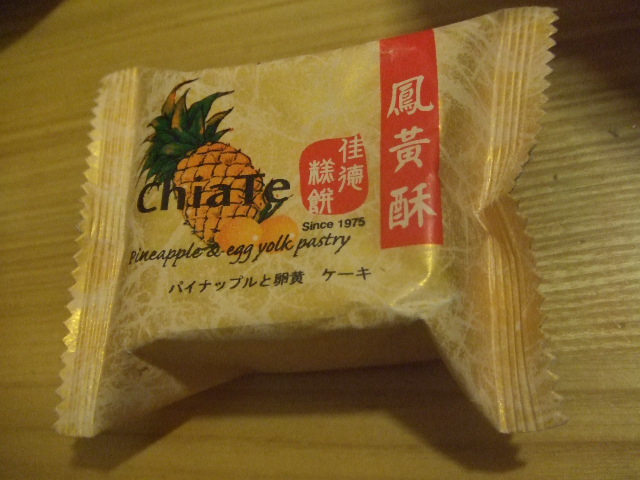 鳳黃酥
佳德
糕餅
chiaTe
Since 1975
Pineapple & egg yolk pastry
パイナップルと卵黄 ケーキ